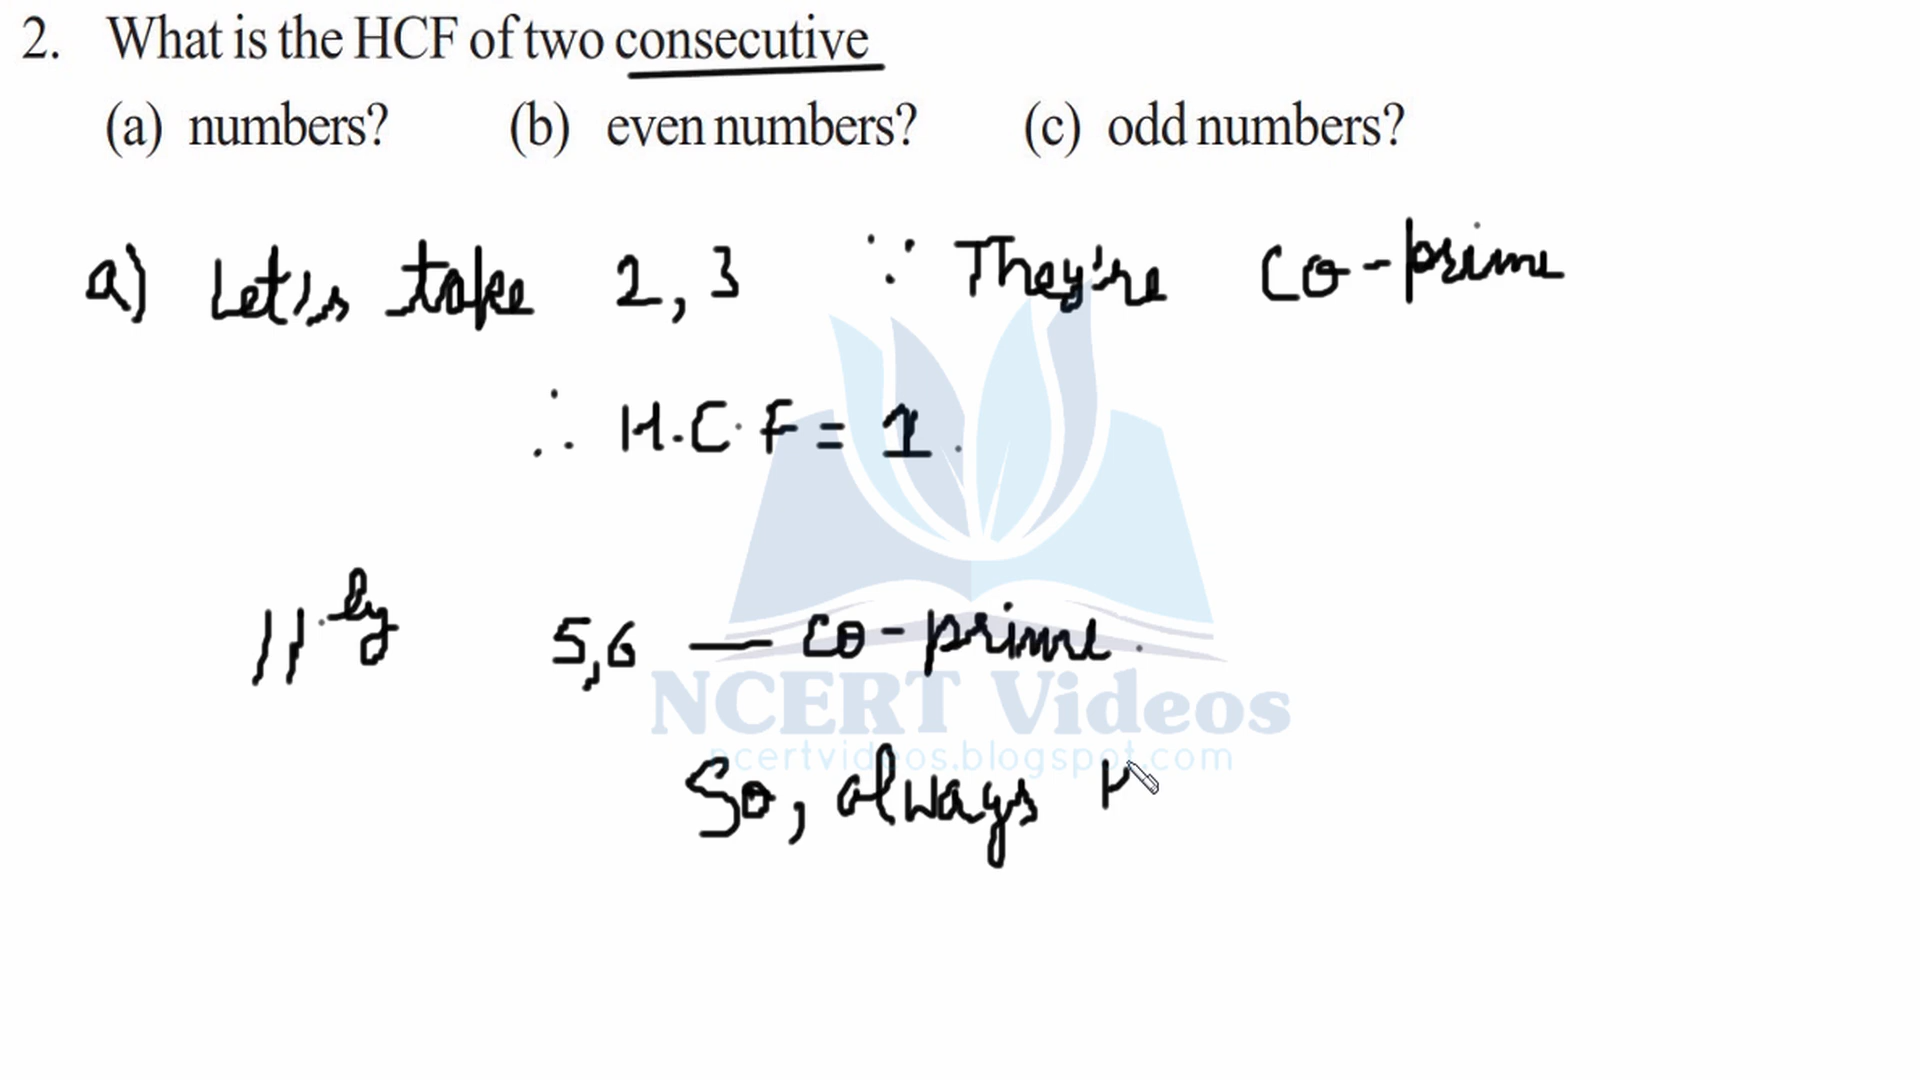 2. What is the HCF of two consecutive
(a) numbers? (b) even numbers? (c) odd numbers?
a) Let's take 2, 3 ∵ They're co-prime
∴ H.C.F = 1.
11ly 5,6 — co-prime.
NCERT Videos
ncertvideos.blogspot.com
So, always H